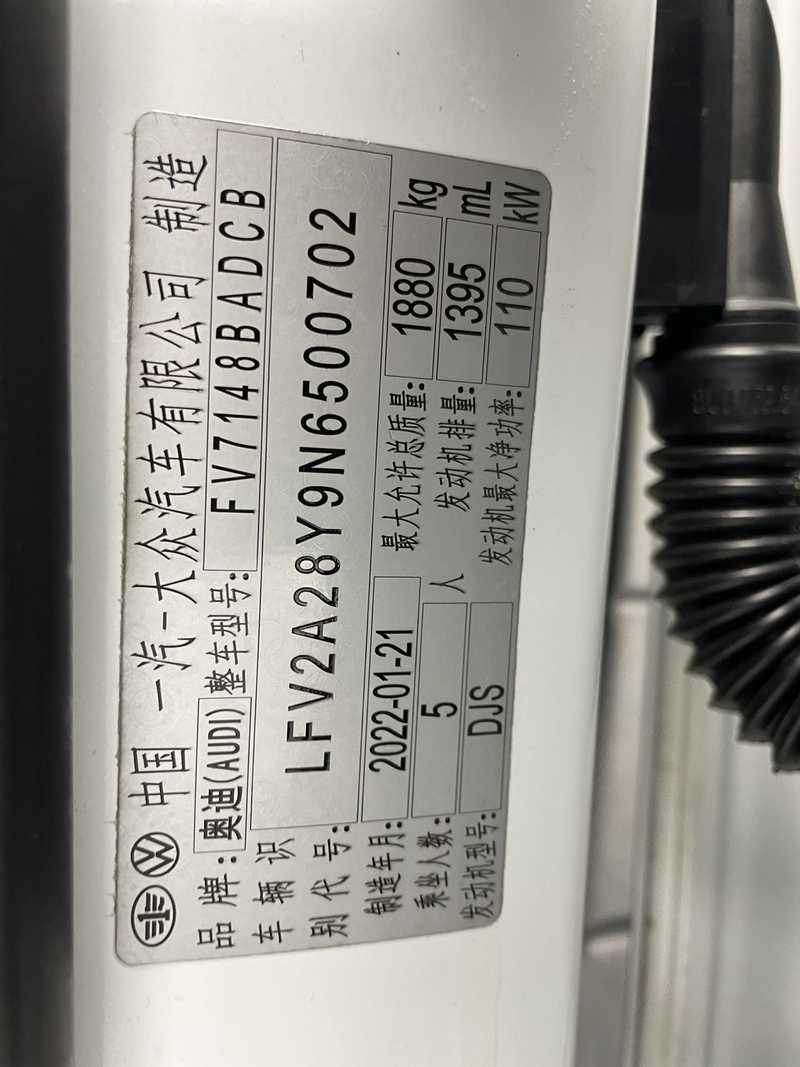 中国 一汽-大众汽车有限公司 制造
品牌: 奥迪(AUDI) 整车型号: FV7148BADCB
车辆识别代号: LFV2A28Y9N6500702
制造年月: 2022-01-21 最大允许总质量: 1880 kg
乘坐人数: 5 人 发动机排量: 1395 mL
发动机型号: DJS 发动机最大净功率: 110 kW